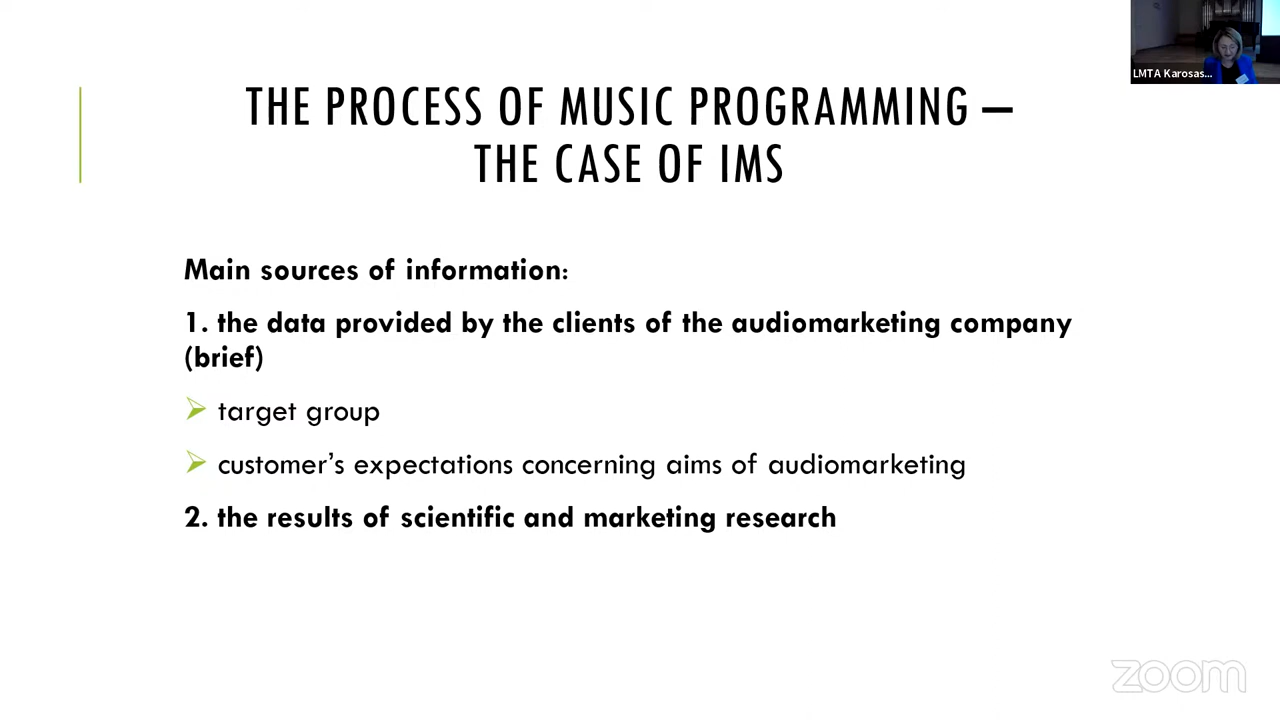 LMTA Karosas...
THE PROCESS OF MUSIC PROGRAMMING –
THE CASE OF IMS
Main sources of information:
1. the data provided by the clients of the audiomarketing company
(brief)
target group
customer’s expectations concerning aims of audiomarketing
2. the results of scientific and marketing research
zoom